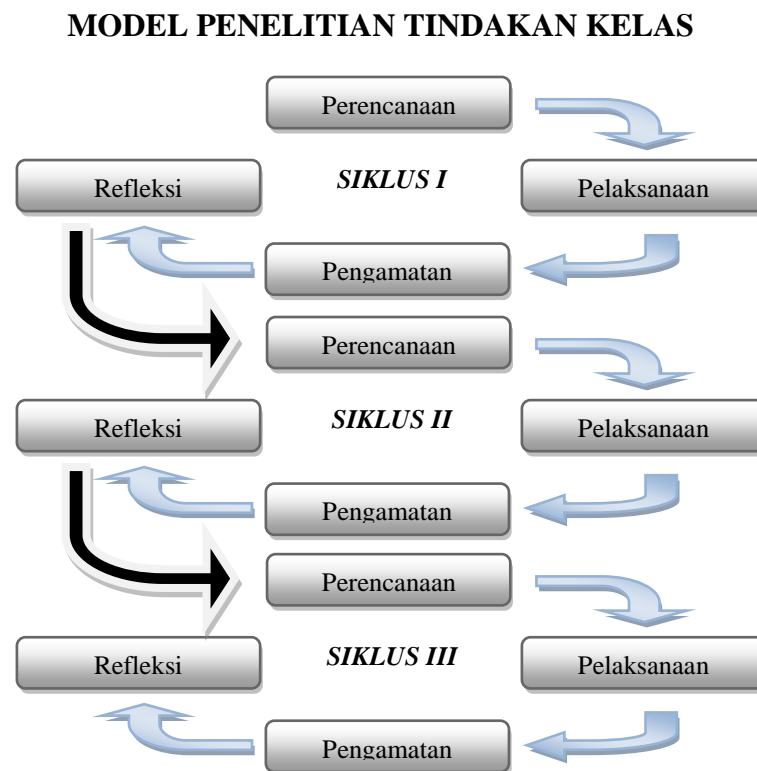 MODEL PENELITIAN TINDAKAN KELAS
Perencanaan
Refleksi
SIKLUS I
Pelaksanaan
Pengamatan
Perencanaan
Refleksi
SIKLUS II
Pelaksanaan
Pengamatan
Perencanaan
Refleksi
SIKLUS III
Pelaksanaan
Pengamatan